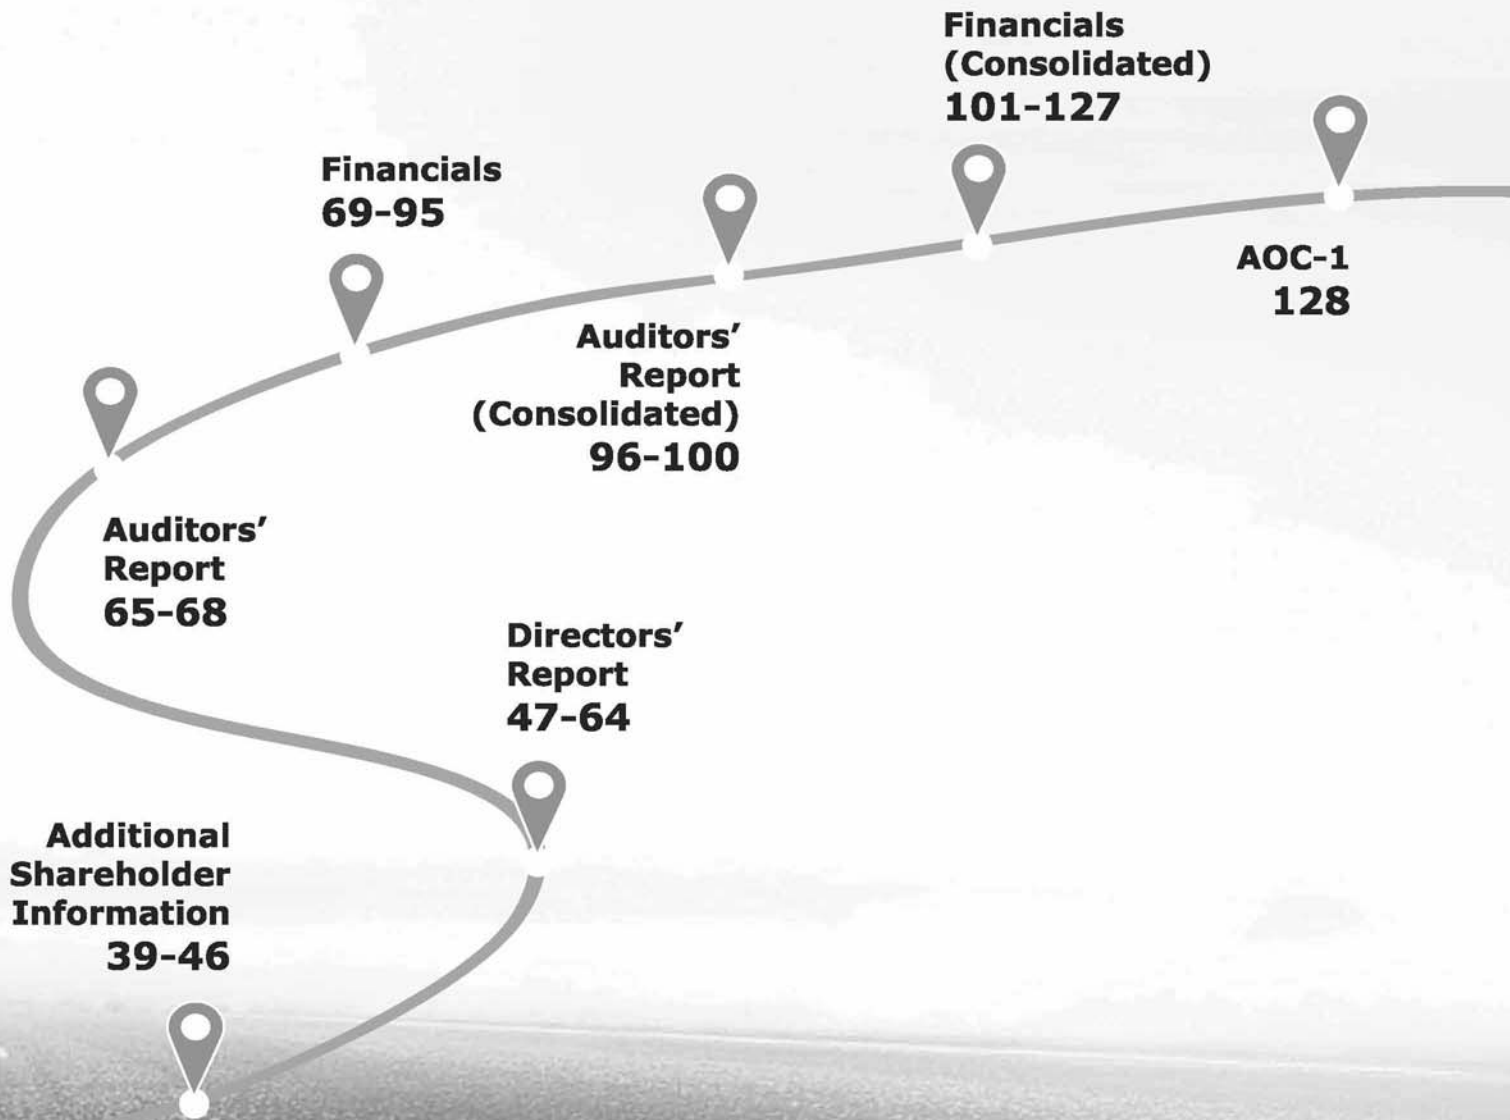 Financials
(Consolidated)
101-127
Financials
69-95
AOC-1
128
Auditors’
Report
(Consolidated)
96-100
Auditors’
Report
65-68
Directors’
Report
47-64
Additional
Shareholder
Information
39-46